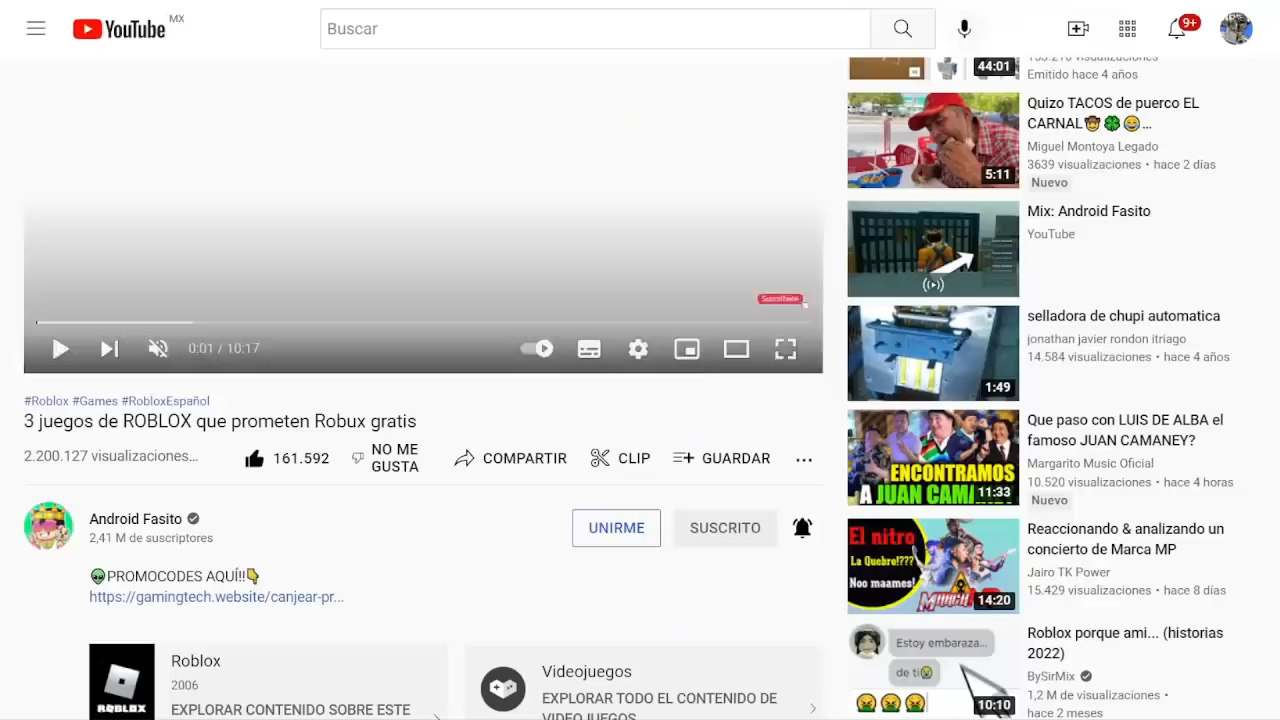 YouTube MX
Buscar
9+
SuscriFasito
0:01 / 10:17
#Roblox #Games #RobloxEspañol
3 juegos de ROBLOX que prometen Robux gratis
2.200.127 visualizaciones...
161.592
NO ME
GUSTA
COMPARTIR
CLIP
GUARDAR
Android Fasito
2,41 M de suscriptores
UNIRME
SUSCRITO
PROMOCODES AQUÍ!!
https://gamingtech.website/canjear-pr...
ROBLOX
Roblox
2006
EXPLORAR CONTENIDO SOBRE ESTE
Videojuegos
EXPLORAR TODO EL CONTENIDO DE
VIDEOJUEGOS
44:01
visualizaciones
Emitido hace 4 años
5:11
Quizo TACOS de puerco EL
CARNAL🤠🍀😂...
Miguel Montoya Legado
3639 visualizaciones • hace 2 días
Nuevo
Mix: Android Fasito
YouTube
1:49
selladora de chupi automatica
jonathan javier rondon itriago
14.584 visualizaciones • hace 4 años
ENCONTRAMOS
A JUAN CAM
11:33
Que paso con LUIS DE ALBA el
famoso JUAN CAMANEY?
Margarito Music Oficial
10.520 visualizaciones • hace 4 horas
Nuevo
El nitro
La Quebro!???
Noo maames!
14:20
Reaccionando & analizando un
concierto de Marca MP
Jairo TK Power
15.429 visualizaciones • hace 8 días
Estoy embaraza...
de ti😭
🤮🤮🤮
10:10
Roblox porque ami... (historias
2022)
BySirMix
1,2 M de visualizaciones •
hace 2 meses